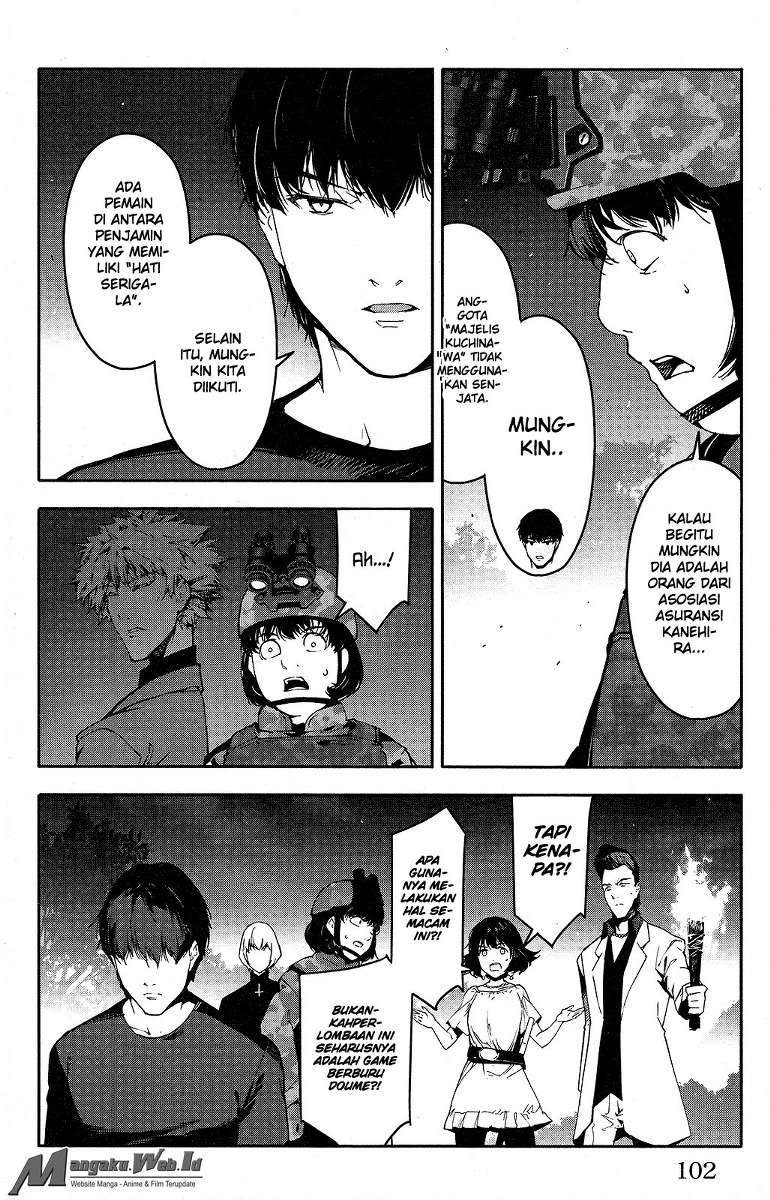 KALAU
BEGITU
MUNGKIN
DIA ADALAH
ORANG DARI
ASOSIASI
ASURANSI
KANEHI-
RA...
ANG-
GOTA
"MAJELIS
KUCHINA-
WA" TIDAK
MENGGUNA-
KAN SEN-
JATA.
MUNG-
KIN..
ADA
PEMAIN
DI ANTARA
PENJAMIN
YANG MEMI-
LIKI "HATI
SERIGA-
LA".
SELAIN
ITU, MUNG-
KIN KITA
DIIKUTI.
Ah...!
TAPI
KENA-
PA?!
APA
GUNA-
NYA ME-
LAKUKAN
HAL SE-
MACAM
INI?!
BUKAN-
KAHPER-
LOMBAAN INI
SEHARUSNYA
ADALAH GAME
BERBURU
DOUME?!
Mangaku.Web.Id
Website Manga - Anime & Film Terupdate
102